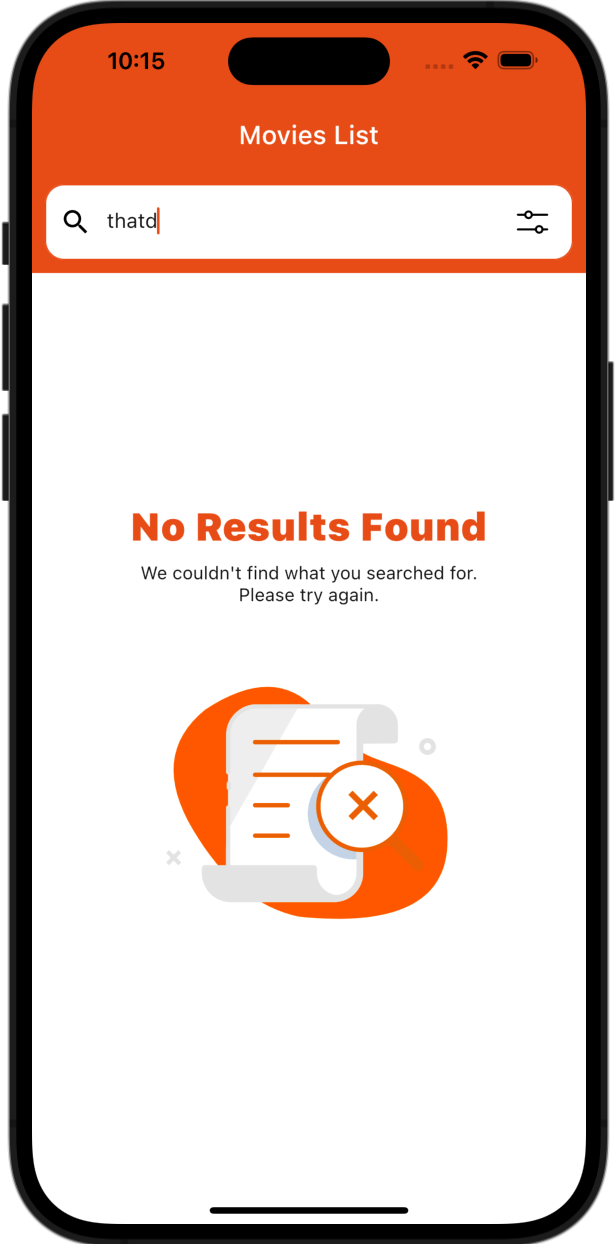 10:15
Movies List
thatd
No Results Found
We couldn't find what you searched for.
Please try again.